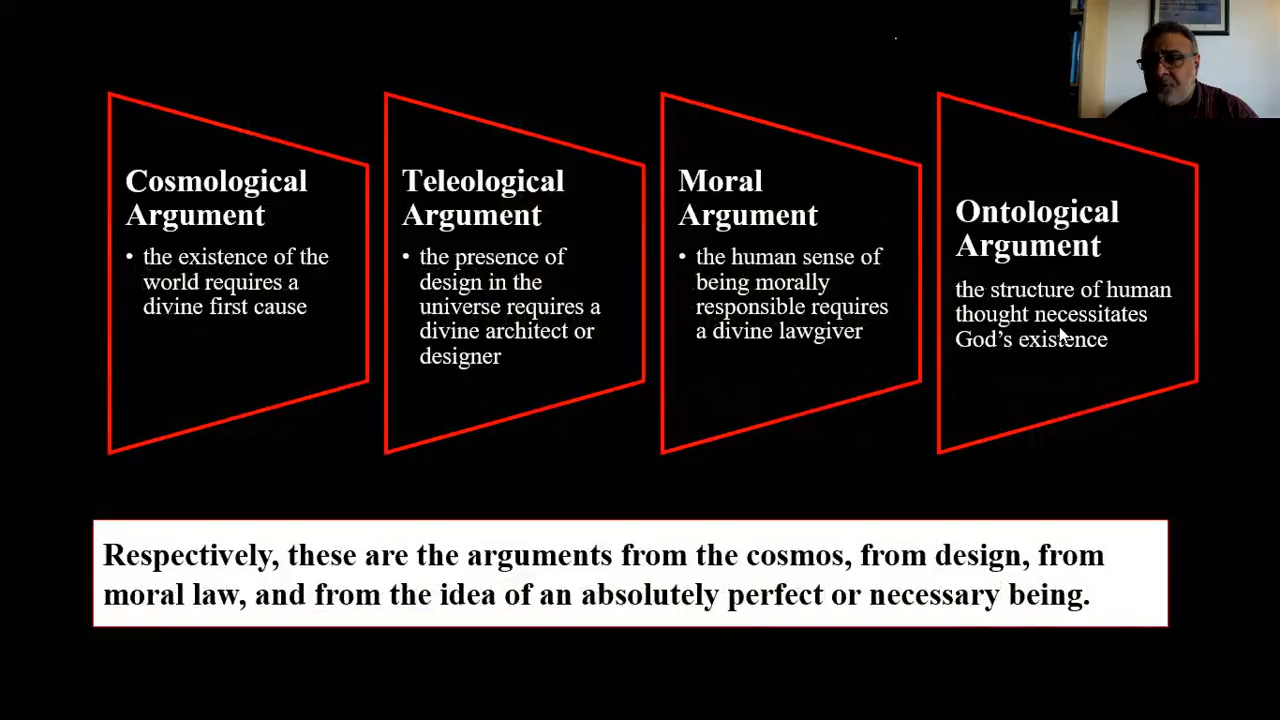 Cosmological
Argument
• the existence of the
world requires a
divine first cause
Teleological
Argument
• the presence of
design in the
universe requires a
divine architect or
designer
Moral
Argument
• the human sense of
being morally
responsible requires
a divine lawgiver
Ontological
Argument
the structure of human
thought necessitates
God’s existence
Respectively, these are the arguments from the cosmos, from design, from
moral law, and from the idea of an absolutely perfect or necessary being.